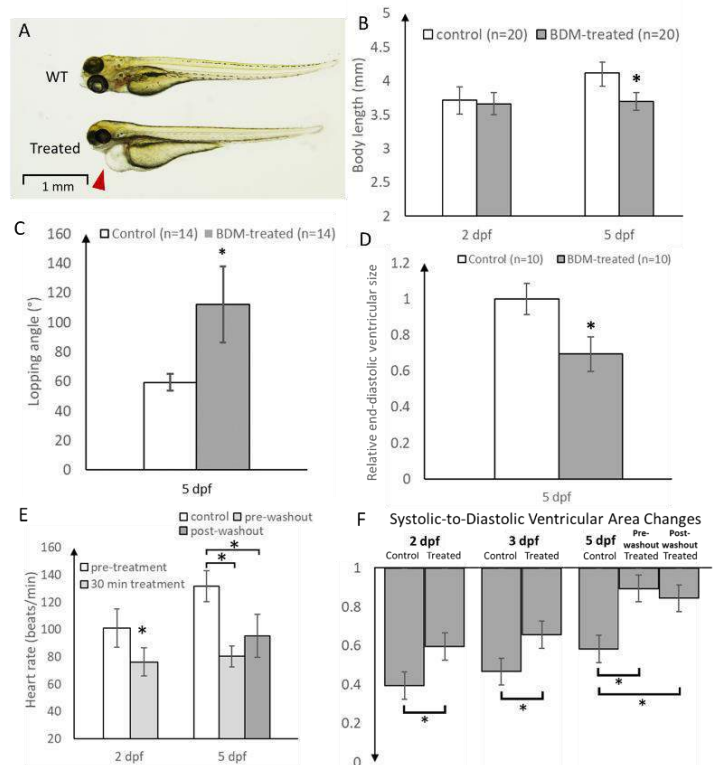 A
WT
Treated
1 mm
B
control (n=20) BDM-treated (n=20)
Body length (mm)
5
4.5
4
3.5
3
2.5
2
*
2 dpf 5 dpf
C
Control (n=14) BDM-treated (n=14)
Lopping angle (°)
160
140
120
100
80
60
40
20
0
*
5 dpf
D
Control (n=10) BDM-treated (n=10)
Relative end-diastolic ventricular size
1.2
1
0.8
0.6
0.4
0.2
0
*
5 dpf
E
control pre-washout
post-washout
pre-treatment
30 min treatment
Heart rate (beats/min)
160
140
120
100
80
60
40
20
*
*
*
2 dpf 5 dpf
F Systolic-to-Diastolic Ventricular Area Changes
2 dpf 3 dpf 5 dpf Pre-washout Post-washout
Control Treated Control Treated Control Treated Treated
1
0.8
0.6
0.4
0.2
0
* * *
*